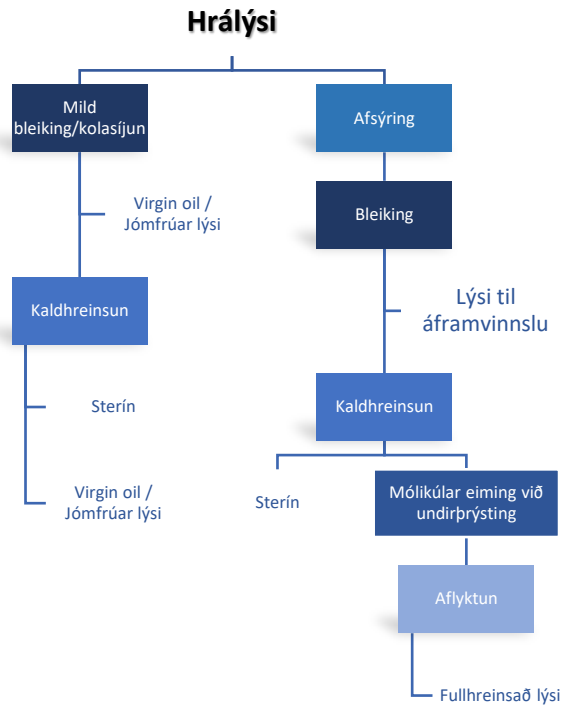 Hrálýsi
Mild
bleiking/kolasíjun
Virgin oil /
Jómfrúar lýsi
Kaldhreinsun
Sterín
Virgin oil /
Jómfrúar lýsi
Afsýring
Bleiking
Lýsi til
áframvinnslu
Kaldhreinsun
Sterín
Mólikúlar eiming við
undirþrýsting
Aflyktun
Fullhreinsað lýsi